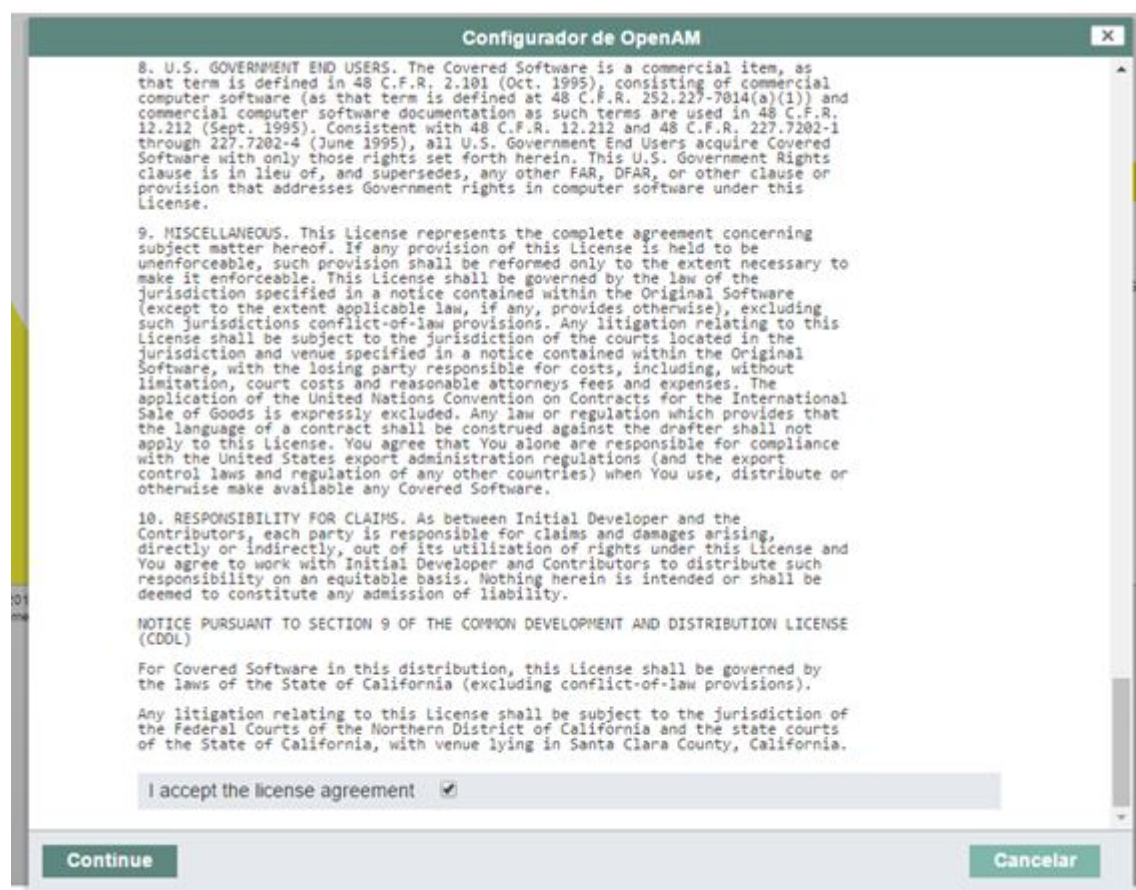 Configurador de OpenAM
8. U.S. GOVERNMENT END USERS. The Covered Software is a commercial item, as
that term is defined in 48 C.F.R. 2.101 (Oct. 1995), consisting of commercial
computer software (as that term is defined at 48 C.F.R. 252.227-7014(a)(1)) and
commercial computer software documentation as such terms are used in 48 C.F.R.
12.212 (Sept. 1995). Consistent with 48 C.F.R. 12.212 and 48 C.F.R. 227.7202-1
through 227.7202-4 (June 1995), all U.S. Government End Users acquire Covered
Software with only those rights set forth herein. This U.S. Government Rights
clause is in lieu of, and supersedes, any other FAR, DFAR, or other clause or
provision that addresses Government rights in computer software under this
License.
9. MISCELLANEOUS. This License represents the complete agreement concerning
subject matter hereof. If any provision of this License is held to be
unenforceable, such provision shall be reformed only to the extent necessary to
make it enforceable. This License shall be governed by the law of the
jurisdiction specified in a notice contained within the Original Software
(except to the extent applicable law, if any, provides otherwise), excluding
such jurisdictions conflict-of-law provisions. Any litigation relating to this
License shall be subject to the jurisdiction of the courts located in the
jurisdiction and venue specified in a notice contained within the Original
Software, with the losing party responsible for costs, including, without
limitation, court costs and reasonable attorneys fees and expenses. The
application of the United Nations Convention on Contracts for the International
Sale of Goods is expressly excluded. Any law or regulation which provides that
the language of a contract shall be construed against the drafter shall not
apply to this License. You agree that You alone are responsible for compliance
with the United States export administration regulations (and the export
control laws and regulation of any other countries) when You use, distribute or
otherwise make available any Covered Software.
10. RESPONSIBILITY FOR CLAIMS. As between Initial Developer and the
Contributors, each party is responsible for claims and damages arising,
directly or indirectly, out of its utilization of rights under this License and
You agree to work with Initial Developer and Contributors to distribute such
responsibility on an equitable basis. Nothing herein is intended or shall be
deemed to constitute any admission of liability.
NOTICE PURSUANT TO SECTION 9 OF THE COMMON DEVELOPMENT AND DISTRIBUTION LICENSE
(CDDL)
For Covered Software in this distribution, this License shall be governed by
the laws of the State of California (excluding conflict-of-law provisions).
Any litigation relating to this License shall be subject to the jurisdiction of
the Federal Courts of the Northern District of California and the state courts
of the State of California, with venue lying in Santa Clara County, California.
I accept the license agreement
Continue
Cancelar